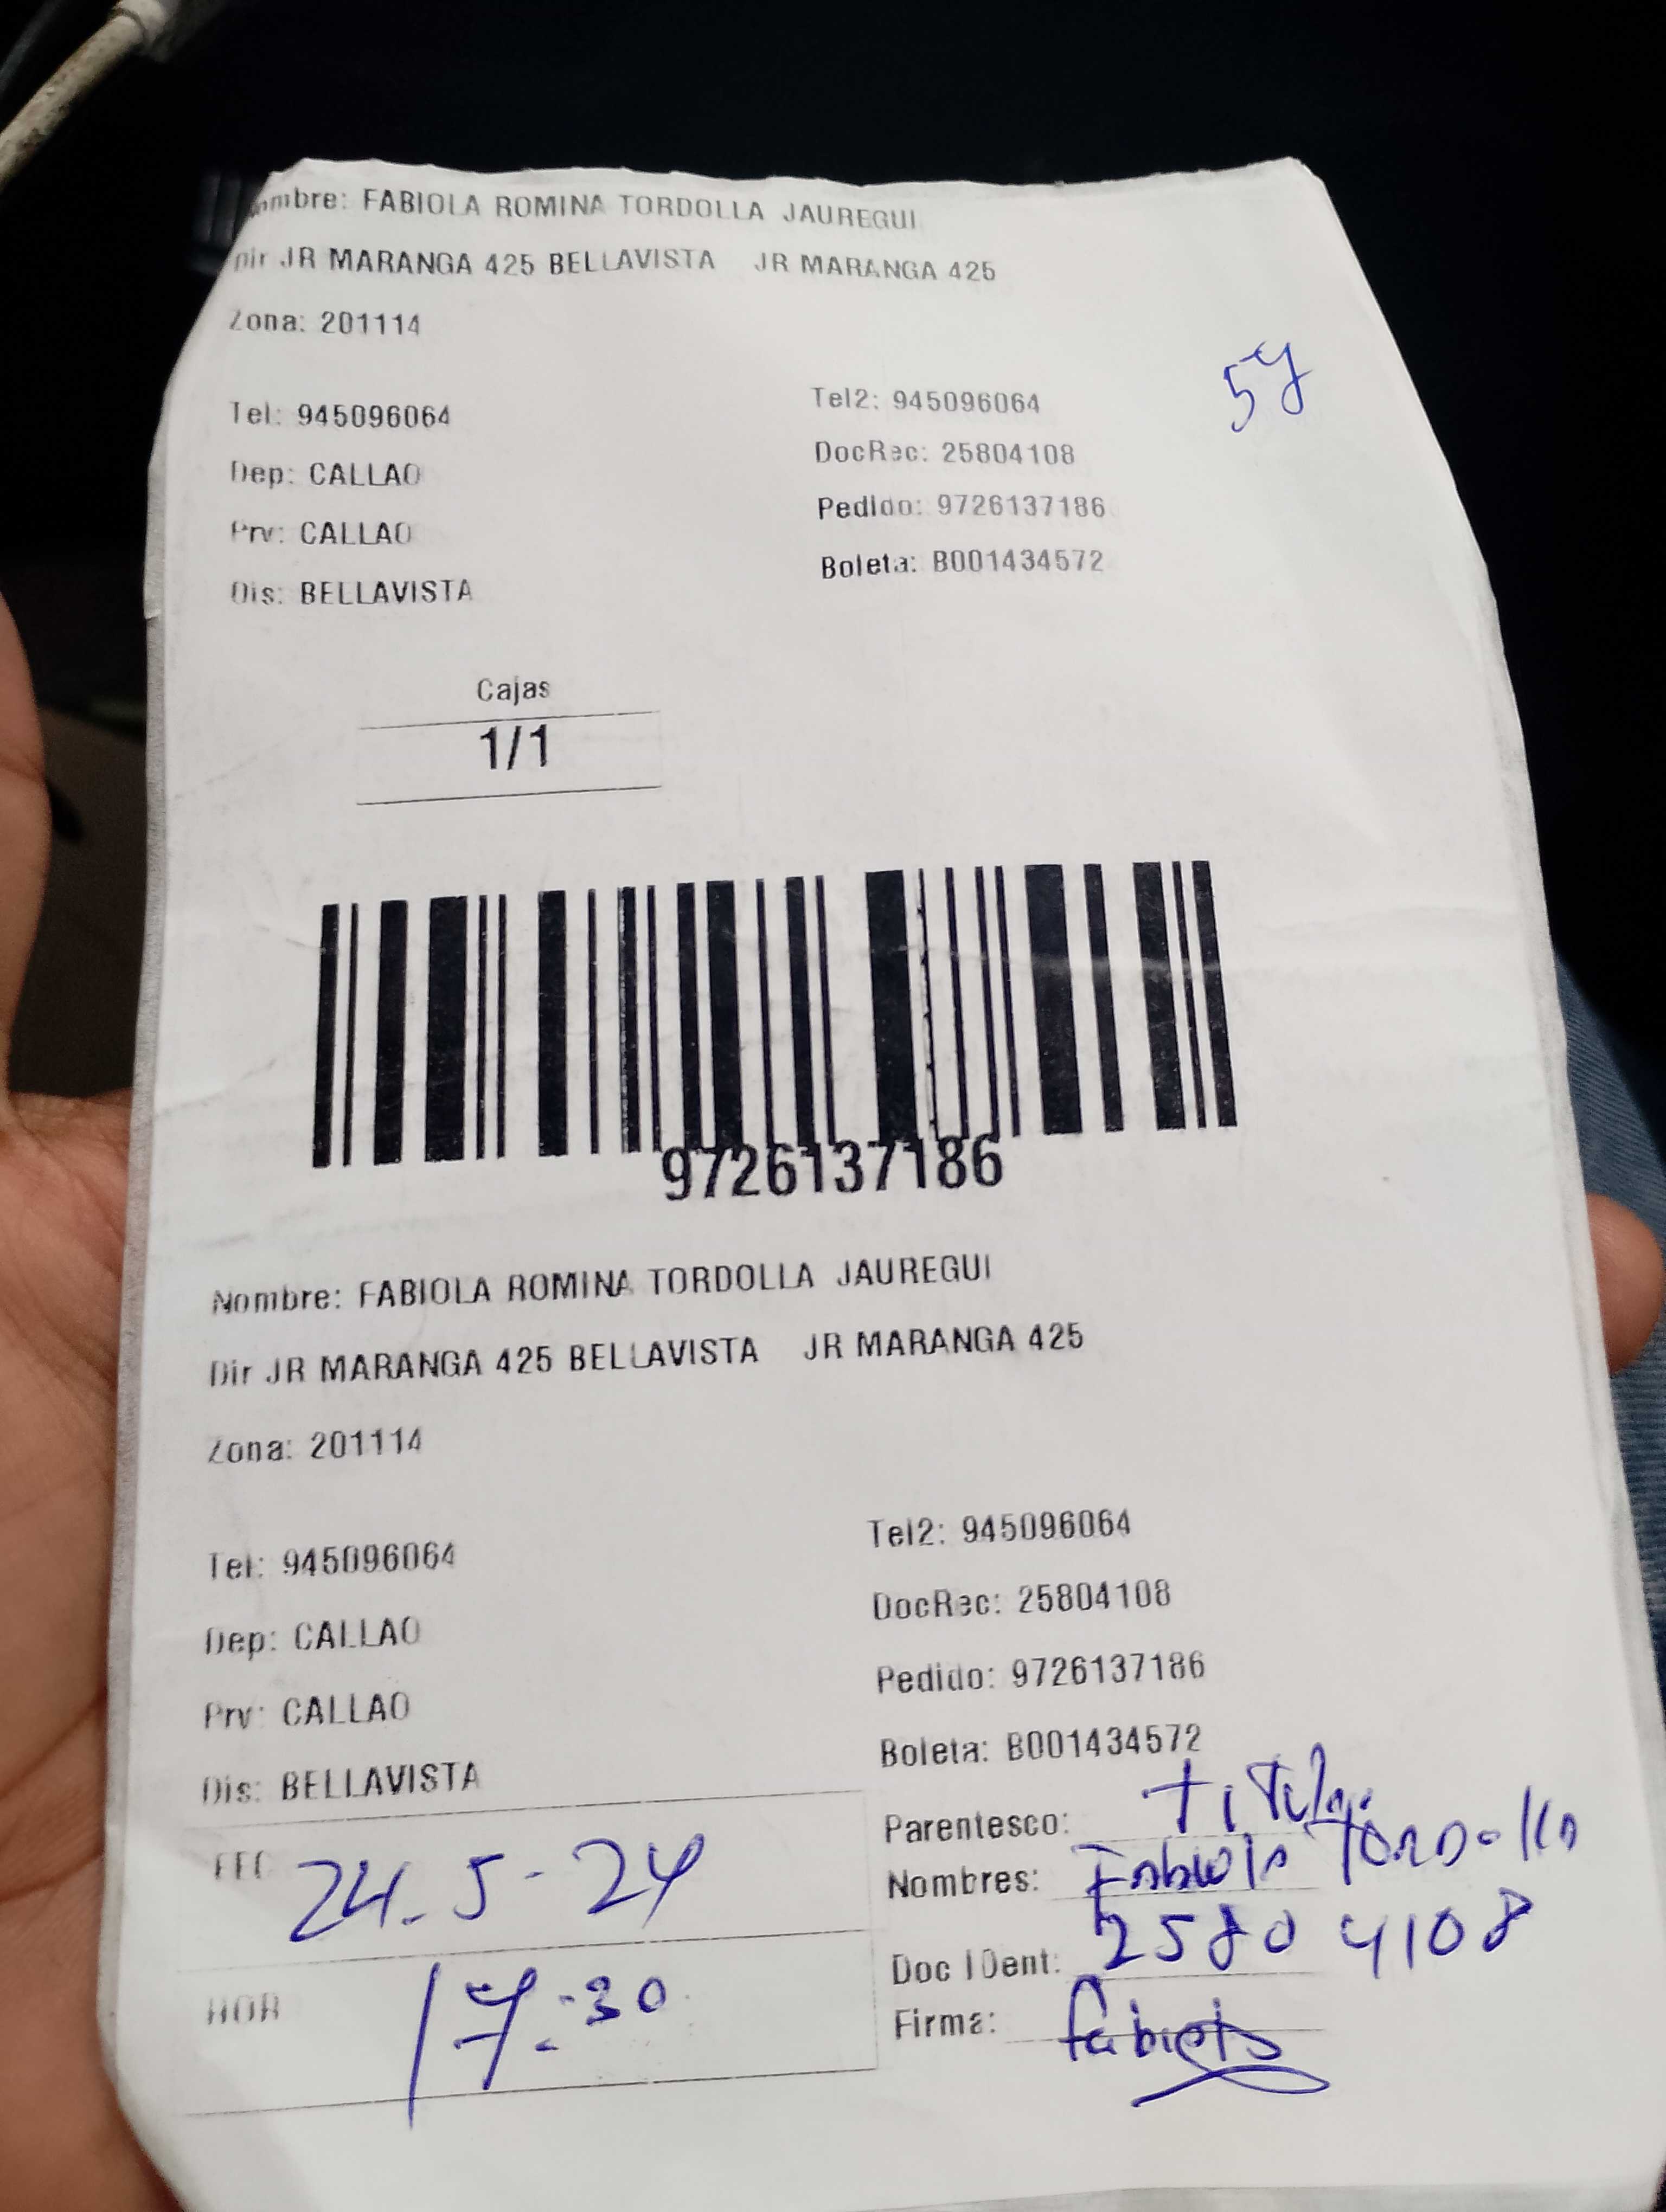 mbre: FABIOLA ROMINA TORDOLLA JAUREGUI
Dir JR MARANGA 425 BELLAVISTA JR MARANGA 425
Zona: 201114
Tel: 945096064 Tel2: 945096064
DocRec: 25804108
Dep: CALLAO
Pedido: 9726137186
Prv: CALLAO
Boleta: B001434572
Dis: BELLAVISTA
Cajas
1/1
9726137186
Nombre: FABIOLA ROMINA TORDOLLA JAUREGUI
Dir JR MARANGA 425 BELLAVISTA JR MARANGA 425
Zona: 201114
Tel: 945096064 Tel2: 945096064
Dep: CALLAO DocRec: 25804108
Prv: CALLAO Pedido: 9726137186
Dis: BELLAVISTA Boleta: B001434572
Parentesco: Titular
FEC 24.5-24 Nombres: Fabiola Tordolla
Doc IDent: 25804108
HOR 17:30 Firma: Fabiola